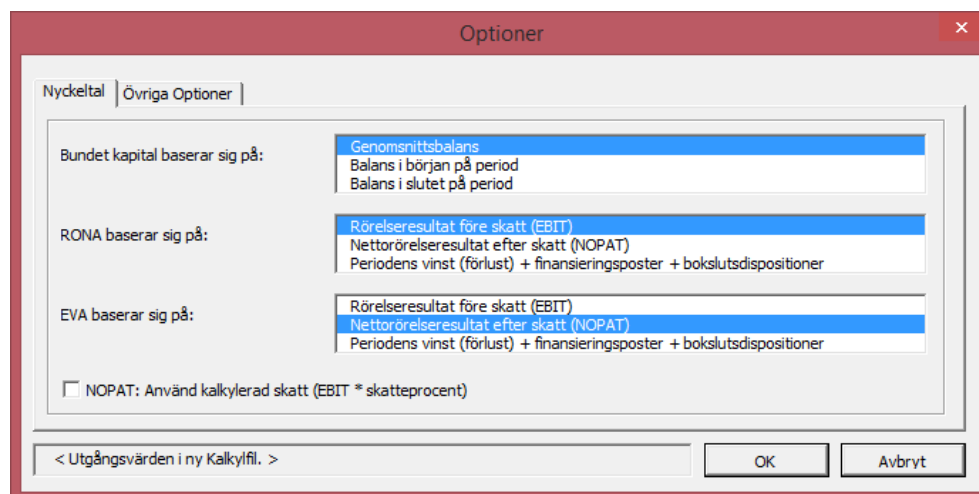 Optioner
Nyckeltal Övriga Optioner
Bundet kapital baserar sig på:
Genomsnittsbalans
Balans i början på period
Balans i slutet på period
RONA baserar sig på:
Rörelseresultat före skatt (EBIT)
Nettorörelseresultat efter skatt (NOPAT)
Periodens vinst (förlust) + finansieringsposter + bokslutsdispositioner
EVA baserar sig på:
Rörelseresultat före skatt (EBIT)
Nettorörelseresultat efter skatt (NOPAT)
Periodens vinst (förlust) + finansieringsposter + bokslutsdispositioner
NOPAT: Använd kalkylerad skatt (EBIT * skatteprocent)
< Utgångsvärden i ny Kalkylfil. >
OK Avbryt